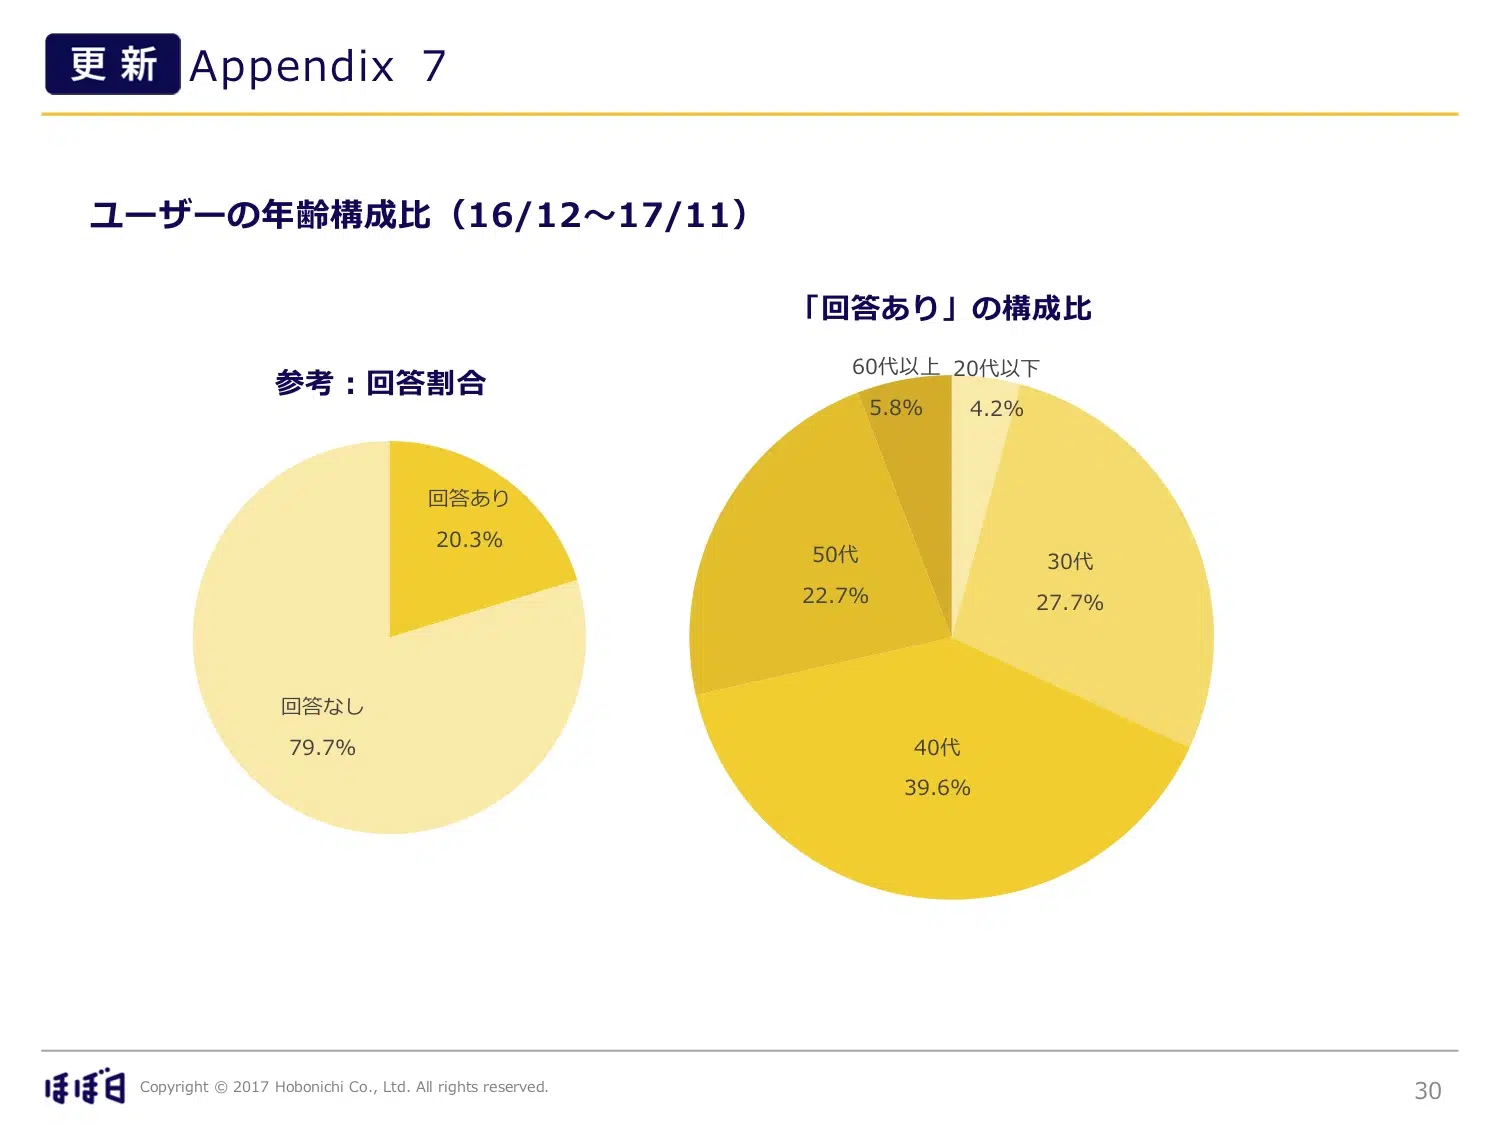 更新 Appendix 7
ユーザーの年齢構成比（16/12～17/11）
参考：回答割合
回答あり
20.3%
回答なし
79.7%
「回答あり」の構成比
60代以上
5.8%
20代以下
4.2%
30代
27.7%
50代
22.7%
40代
39.6%
ほぼ日 Copyright © 2017 Hobonichi Co., Ltd. All rights reserved.
30